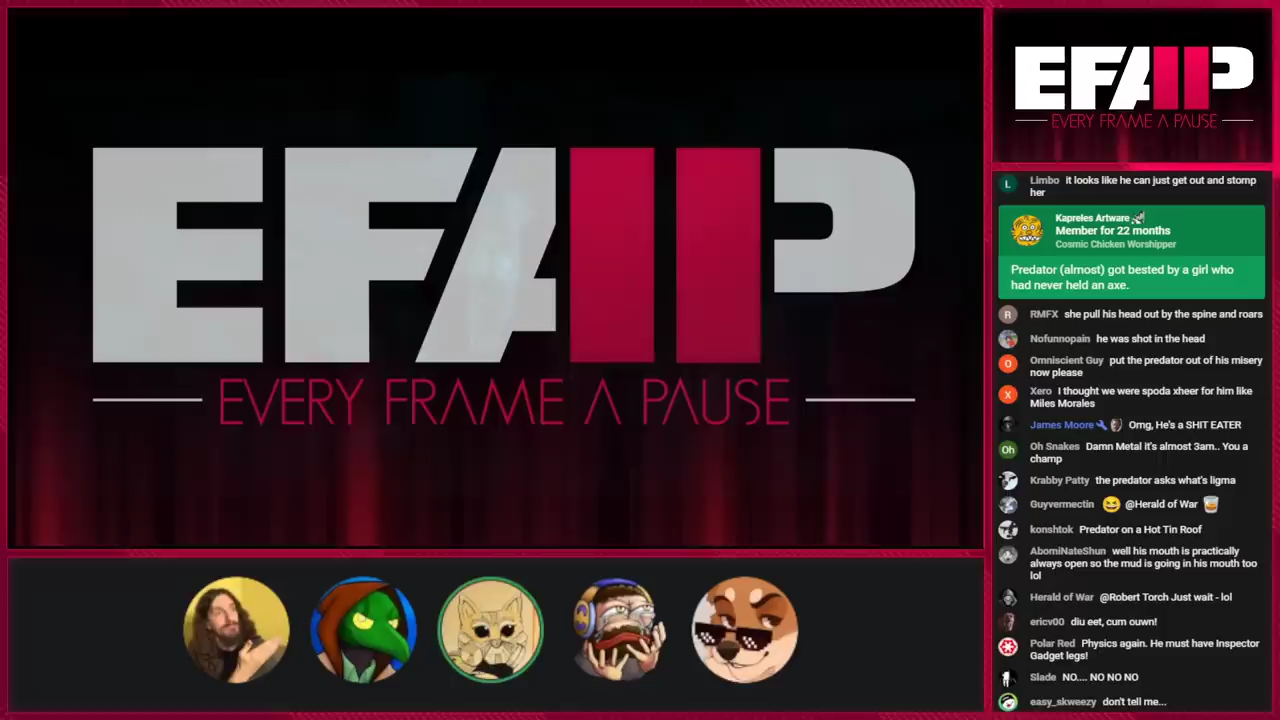 EFAP
EVERY FRAME A PAUSE
EFAP
EVERY FRAME A PAUSE
L
Limbo it looks like he can just get out and stomp
her
Kapreles Artware
Member for 22 months
Cosmic Chicken Worshipper
Predator (almost) got bested by a girl who
had never held an axe.
R
RMFX she pull his head out by the spine and roars
Nofunnopain he was shot in the head
O
Omniscient Guy put the predator out of his misery
now please
X
Xero I thought we were spoda xheer for him like
Miles Morales
James Moore Omg, He's a SHIT EATER
Oh
Oh Snakes Damn Metal it's almost 3am.. You a
champ
Krabby Patty the predator asks what's ligma
Guyvermectin 😆 @Herald of War 🥃
konshtok Predator on a Hot Tin Roof
AbomiNateShun well his mouth is practically
always open so the mud is going in his mouth too
lol
Herald of War @Robert Torch Just wait - lol
ericv00 diu eet, cum ouwn!
Polar Red Physics again. He must have Inspector
Gadget legs!
Slade NO.... NO NO NO
easy_skweezy don't tell me...